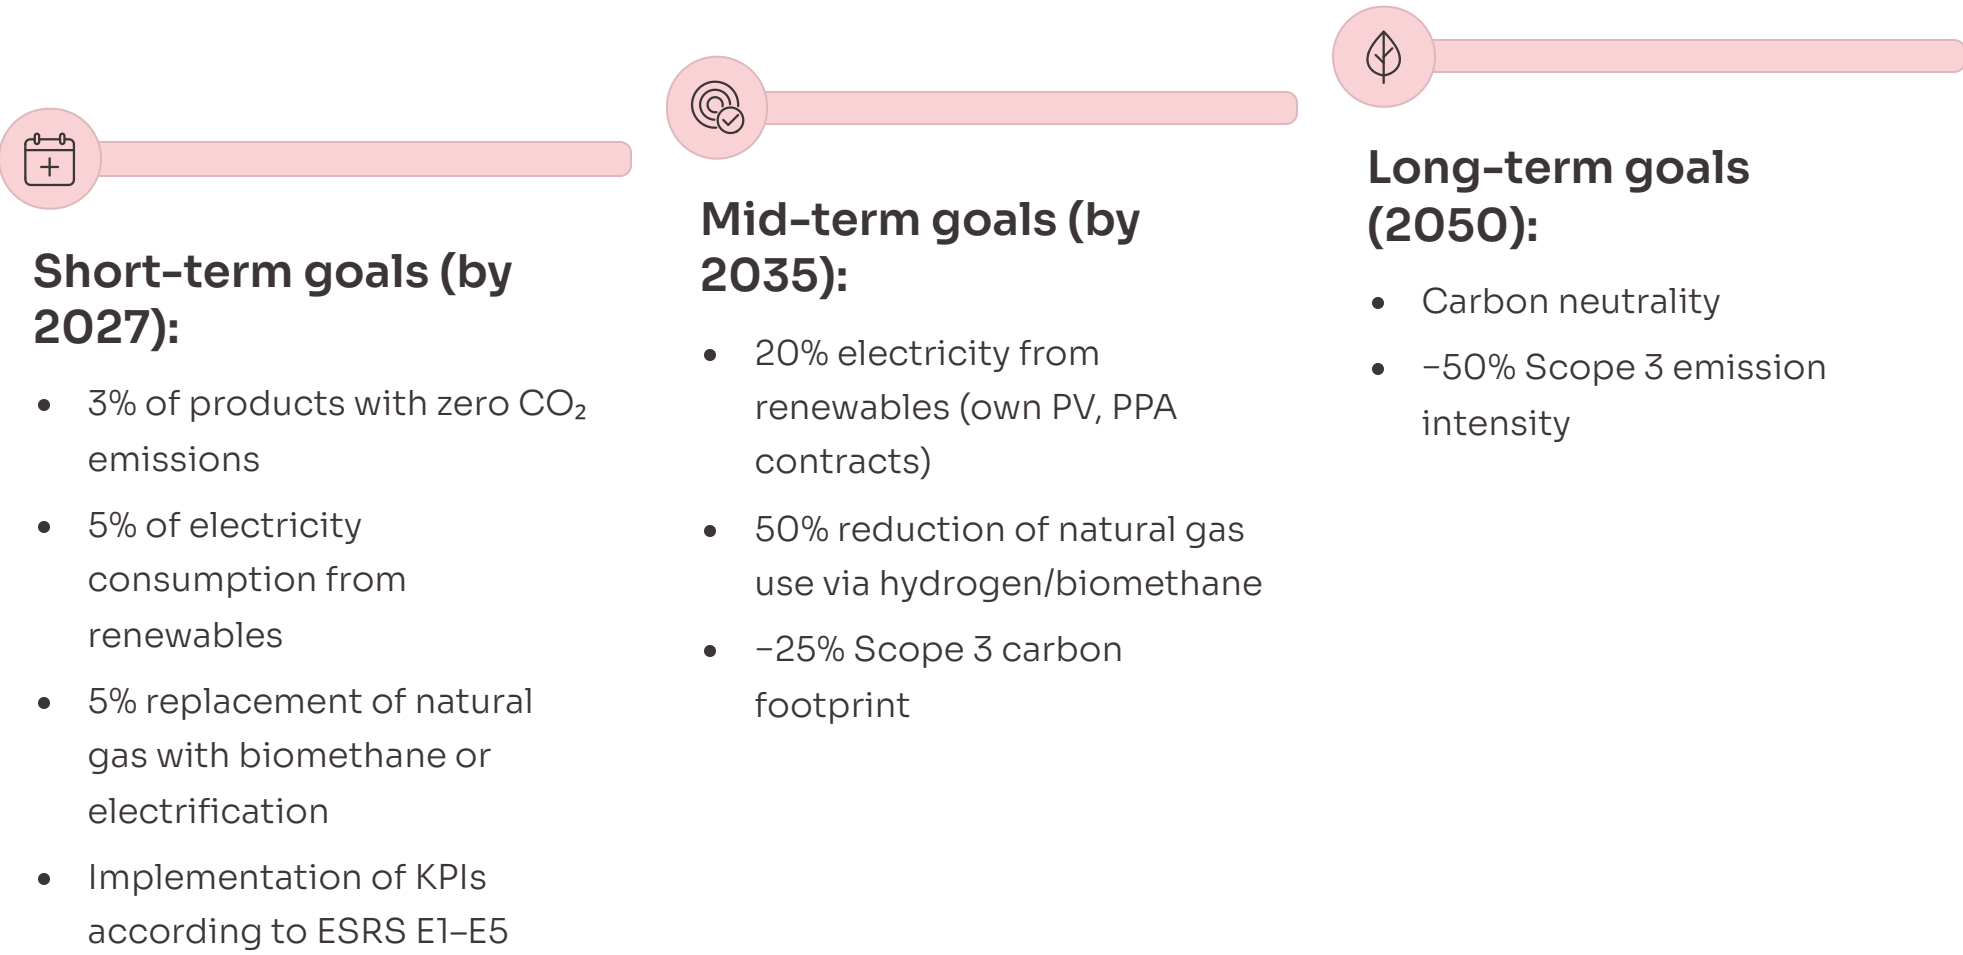 Short-term goals (by
2027):
• 3% of products with zero CO₂
emissions
• 5% of electricity
consumption from
renewables
• 5% replacement of natural
gas with biomethane or
electrification
• Implementation of KPIs
according to ESRS E1–E5
Mid-term goals (by
2035):
• 20% electricity from
renewables (own PV, PPA
contracts)
• 50% reduction of natural gas
use via hydrogen/biomethane
• −25% Scope 3 carbon
footprint
Long-term goals
(2050):
• Carbon neutrality
• −50% Scope 3 emission
intensity